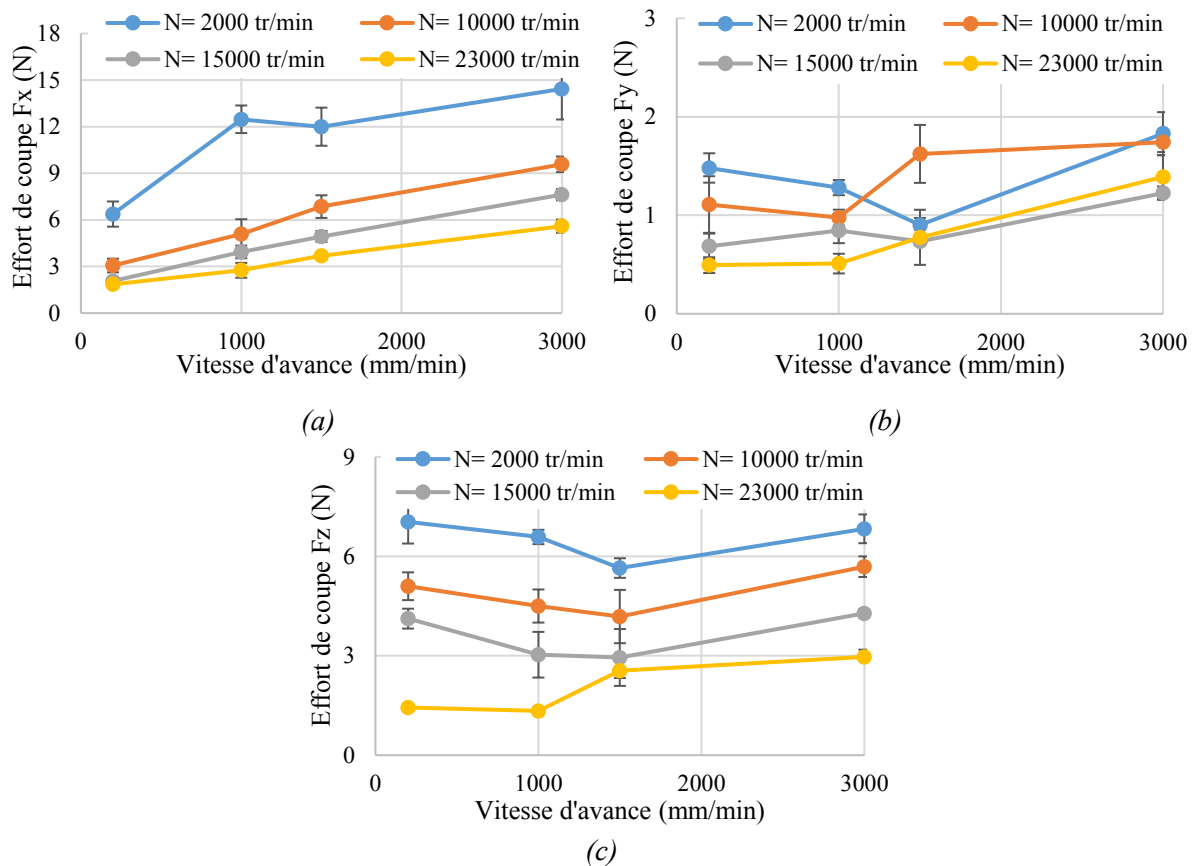 N= 2000 tr/min
N= 10000 tr/min
N= 15000 tr/min
N= 23000 tr/min
Effort de coupe Fx (N)
18
15
12
9
6
3
0
0
1000
2000
3000
Vitesse d'avance (mm/min)
(a)
N= 2000 tr/min
N= 10000 tr/min
N= 15000 tr/min
N= 23000 tr/min
Effort de coupe Fy (N)
3
2
1
0
0
1000
2000
3000
Vitesse d'avance (mm/min)
(b)
N= 2000 tr/min
N= 10000 tr/min
N= 15000 tr/min
N= 23000 tr/min
Effort de coupe Fz (N)
9
6
3
0
0
1000
2000
3000
Vitesse d'avance (mm/min)
(c)